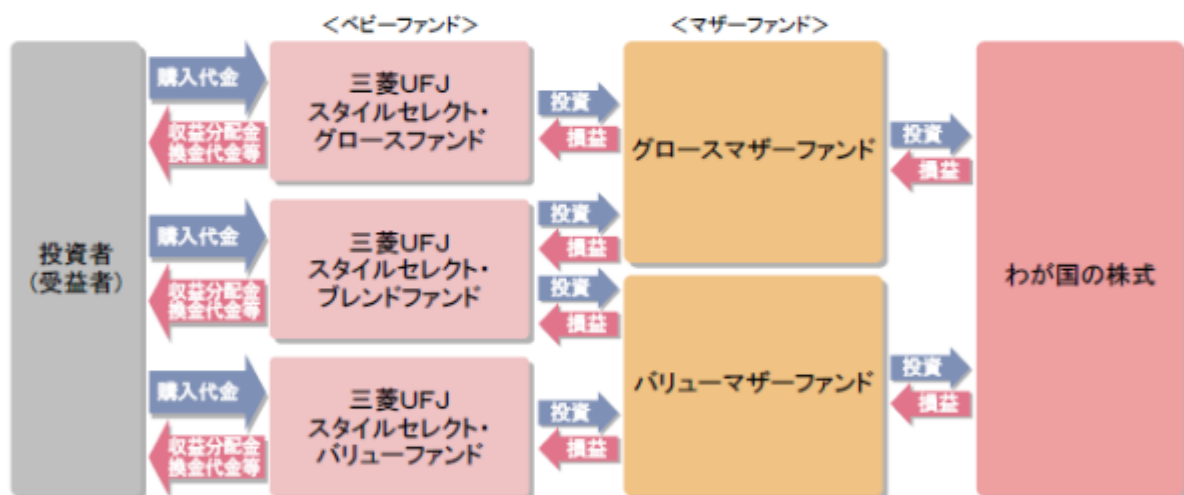 <ベビーファンド>
<マザーファンド>
購入代金
収益分配金
換金代金等
三菱UFJ
スタイルセレクト・
グロースファンド
投資
損益
グロースマザーファンド
投資
損益
投資者
(受益者)
購入代金
収益分配金
換金代金等
三菱UFJ
スタイルセレクト・
ブレンドファンド
投資
損益
投資
損益
わが国の株式
購入代金
収益分配金
換金代金等
三菱UFJ
スタイルセレクト・
バリューファンド
投資
損益
バリューマザーファンド
投資
損益